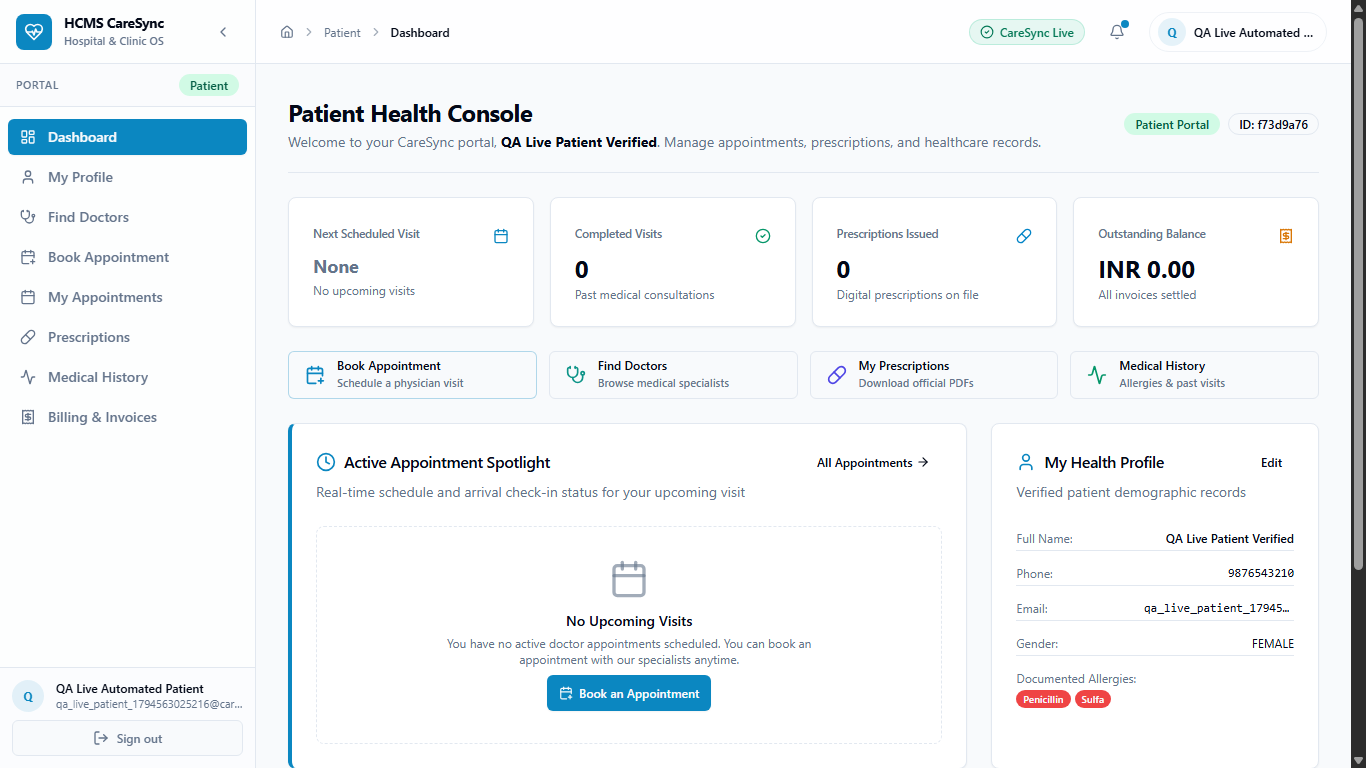 HCMS CareSync
Hospital & Clinic OS
PORTAL
Patient
Dashboard
My Profile
Find Doctors
Book Appointment
My Appointments
Prescriptions
Medical History
Billing & Invoices
Q
QA Live Automated Patient
qa_live_patient_1794563025216@car...
Sign out
Patient
Dashboard
CareSync Live
Q
QA Live Automated ...
Patient Health Console
Welcome to your CareSync portal, QA Live Patient Verified. Manage appointments, prescriptions, and healthcare records.
Patient Portal
ID: f73d9a76
Next Scheduled Visit
None
No upcoming visits
Completed Visits
0
Past medical consultations
Prescriptions Issued
0
Digital prescriptions on file
Outstanding Balance
INR 0.00
All invoices settled
Book Appointment
Schedule a physician visit
Find Doctors
Browse medical specialists
My Prescriptions
Download official PDFs
Medical History
Allergies & past visits
Active Appointment Spotlight
All Appointments
Real-time schedule and arrival check-in status for your upcoming visit
No Upcoming Visits
You have no active doctor appointments scheduled. You can book an
appointment with our specialists anytime.
Book an Appointment
My Health Profile
Edit
Verified patient demographic records
Full Name: QA Live Patient Verified
Phone: 9876543210
Email: qa_live_patient_17945…
Gender: FEMALE
Documented Allergies:
Penicillin
Sulfa